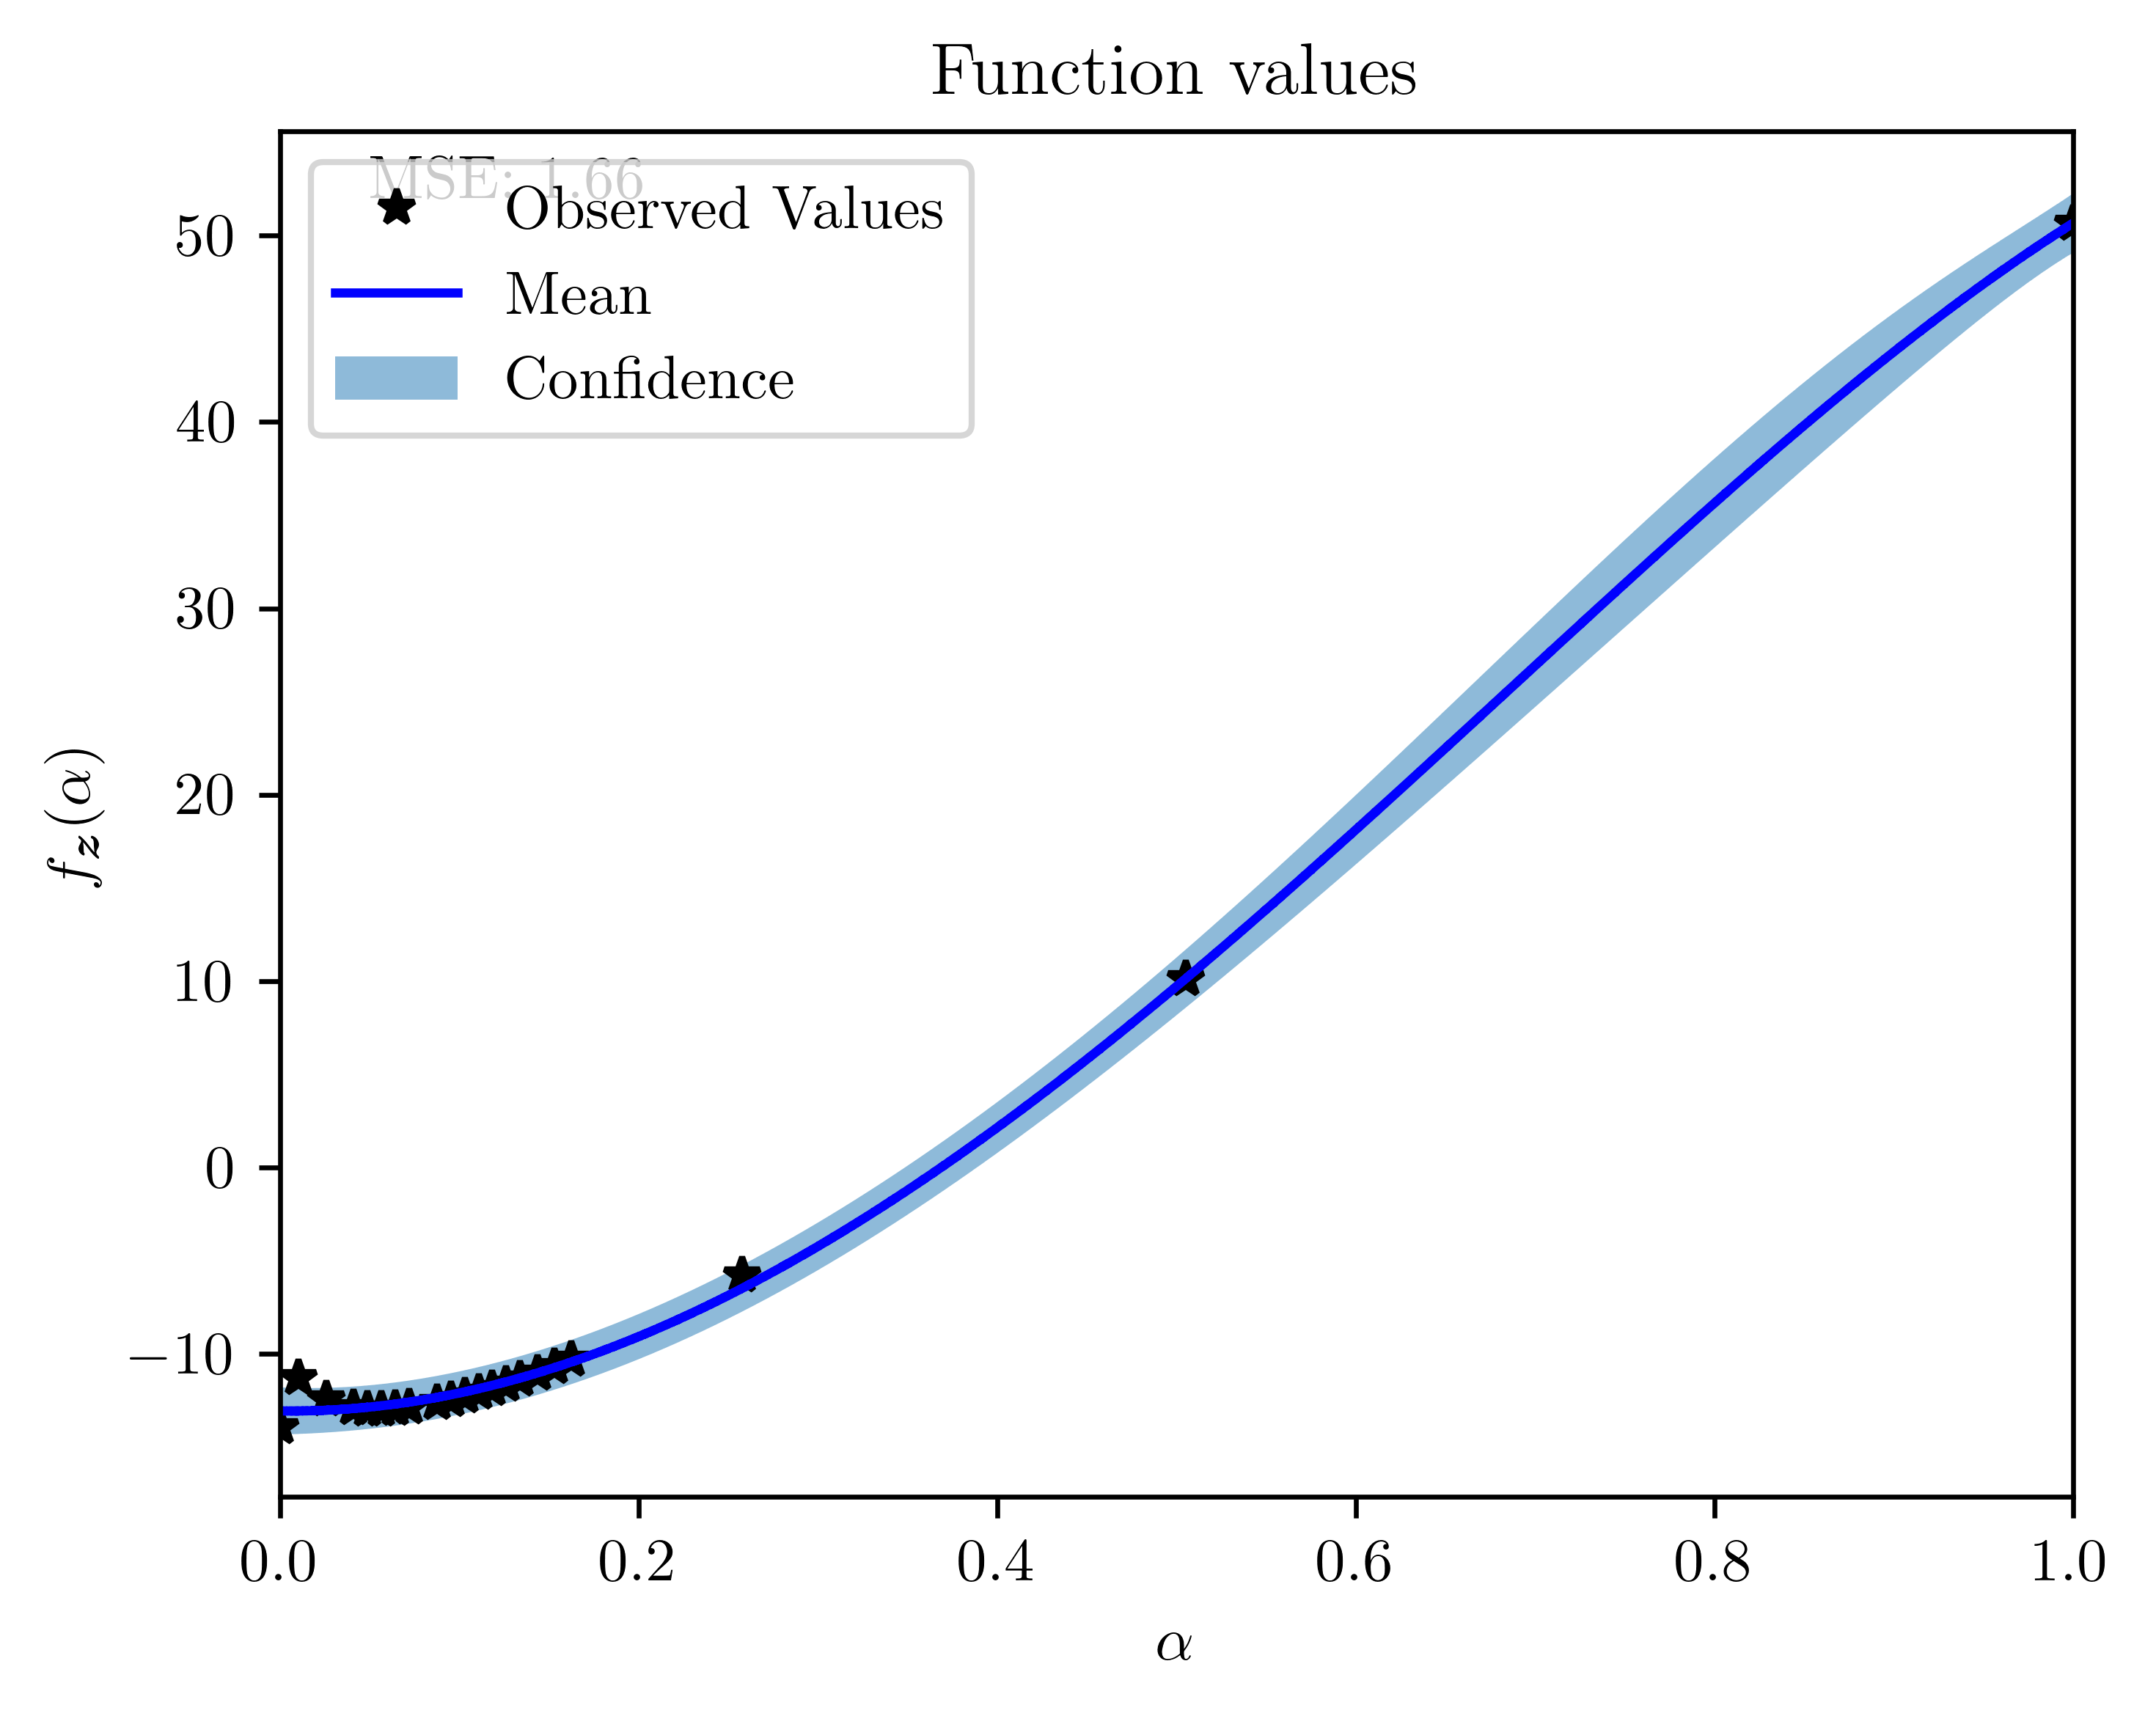 Function values
MSE: 1.66
Observed Values
Mean
Confidence
50
40
30
20
10
0
−10
f_z(α)
0.0 0.2 0.4 0.6 0.8 1.0
α